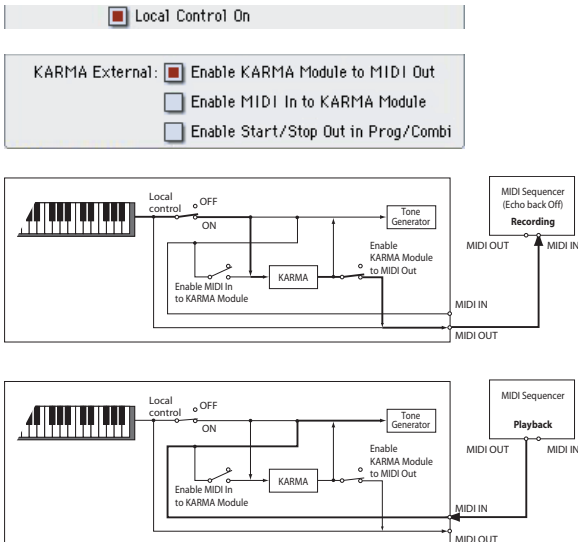 Local Control On
KARMA External: Enable KARMA Module to MIDI Out
Enable MIDI In to KARMA Module
Enable Start/Stop Out in Prog/Combi
Local
control
OFF
ON
Tone
Generator
Enable
KARMA Module
to MIDI Out
KARMA
Enable MIDI In
to KARMA Module
MIDI IN
MIDI OUT
MIDI Sequencer
(Echo back Off)
Recording
MIDI OUT
MIDI IN
Local
control
OFF
ON
Tone
Generator
Enable
KARMA Module
to MIDI Out
KARMA
Enable MIDI In
to KARMA Module
MIDI IN
MIDI OUT
MIDI Sequencer
Playback
MIDI OUT
MIDI IN